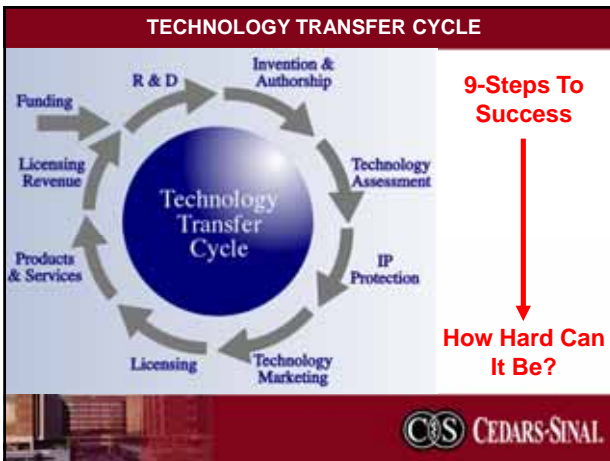 TECHNOLOGY TRANSFER CYCLE
Funding
R & D
Invention &
Authorship
Technology
Assessment
IP
Protection
Technology
Marketing
Licensing
Products
& Services
Licensing
Revenue
Technology
Transfer
Cycle
9-Steps To
Success
How Hard Can
It Be?
CS CEDARS-SINAI.